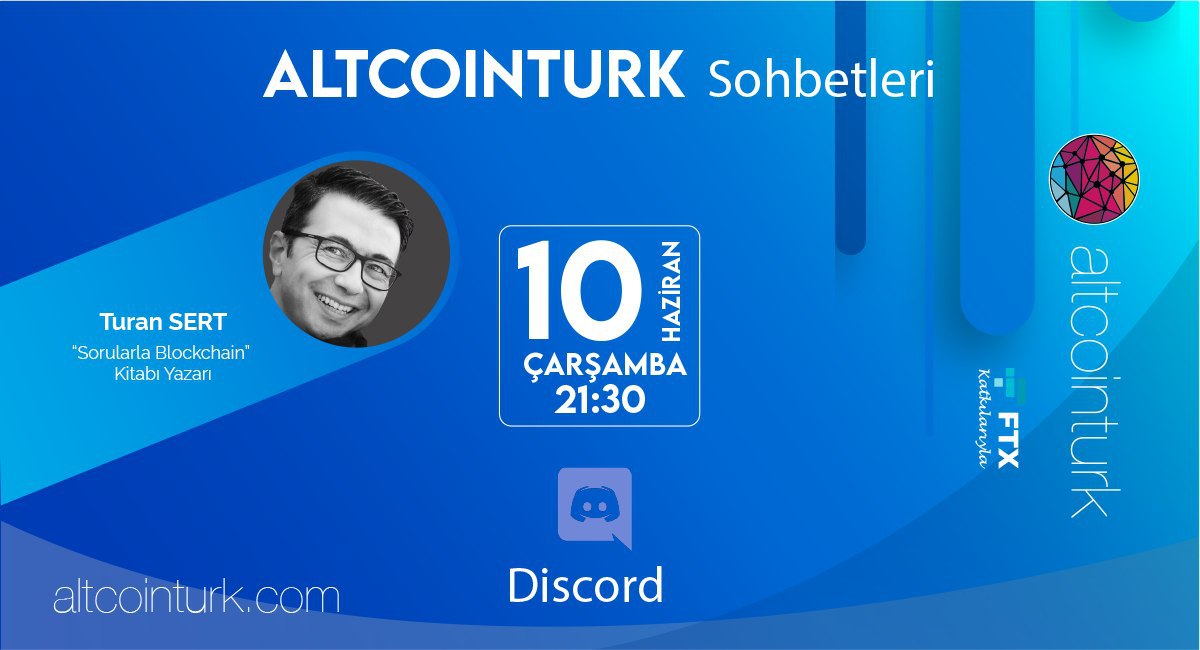 ALTCOINTURK Sohbetleri
Turan SERT
“Sorularla Blockchain”
Kitabı Yazarı
10
HAZİRAN
ÇARŞAMBA
21:30
Discord
altcointurk.com
FTX
Katkılarıyla
altcointurk